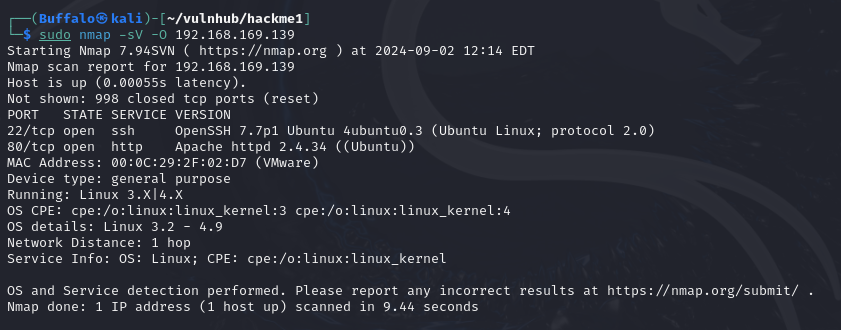 ┌──(Buffalo㉿kali)-[~/vulnhub/hackme1]
└─$ sudo nmap -sV -O 192.168.169.139
Starting Nmap 7.94SVN ( https://nmap.org ) at 2024-09-02 12:14 EDT
Nmap scan report for 192.168.169.139
Host is up (0.00055s latency).
Not shown: 998 closed tcp ports (reset)
PORT   STATE SERVICE VERSION
22/tcp open  ssh     OpenSSH 7.7p1 Ubuntu 4ubuntu0.3 (Ubuntu Linux; protocol 2.0)
80/tcp open  http    Apache httpd 2.4.34 ((Ubuntu))
MAC Address: 00:0C:29:2F:02:D7 (VMware)
Device type: general purpose
Running: Linux 3.X|4.X
OS CPE: cpe:/o:linux:linux_kernel:3 cpe:/o:linux:linux_kernel:4
OS details: Linux 3.2 - 4.9
Network Distance: 1 hop
Service Info: OS: Linux; CPE: cpe:/o:linux:linux_kernel

OS and Service detection performed. Please report any incorrect results at https://nmap.org/submit/ .
Nmap done: 1 IP address (1 host up) scanned in 9.44 seconds